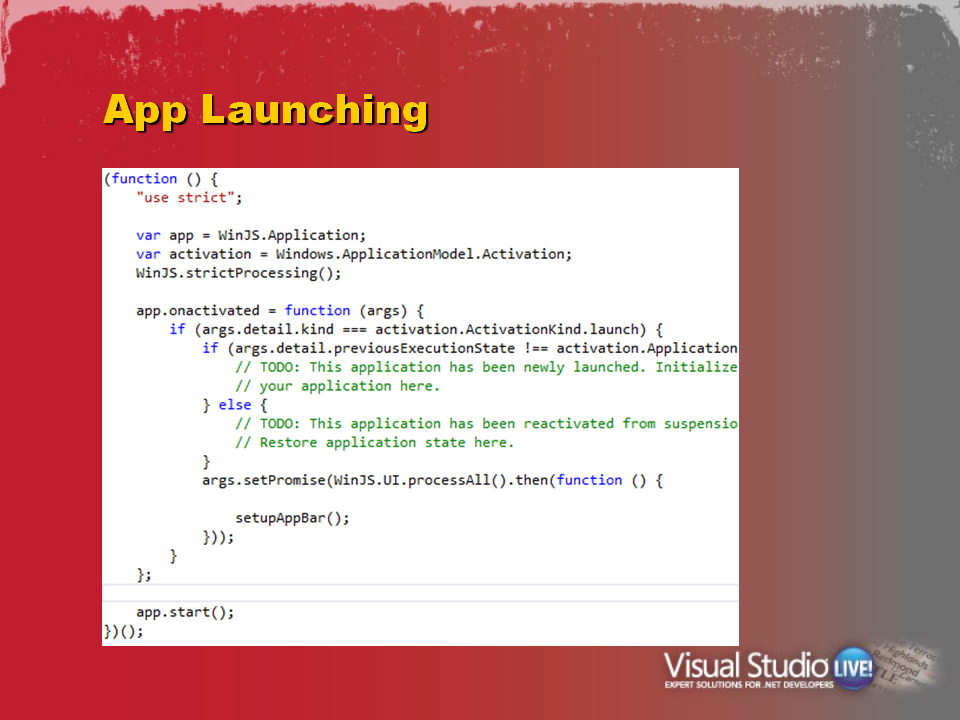 App Launching
(function () {
    "use strict";
    var app = WinJS.Application;
    var activation = Windows.ApplicationModel.Activation;
    WinJS.strictProcessing();
    app.onactivated = function (args) {
        if (args.detail.kind === activation.ActivationKind.launch) {
            if (args.detail.previousExecutionState !== activation.Application
                // TODO: This application has been newly launched. Initialize
                // your application here.
            } else {
                // TODO: This application has been reactivated from suspensio
                // Restore application state here.
            }
            args.setPromise(WinJS.UI.processAll().then(function () {
                setupAppBar();
            }));
        }
    };
    app.start();
})();
Visual Studio LIVE!
EXPERT SOLUTIONS FOR .NET DEVELOPERS
Highlands
Redmond